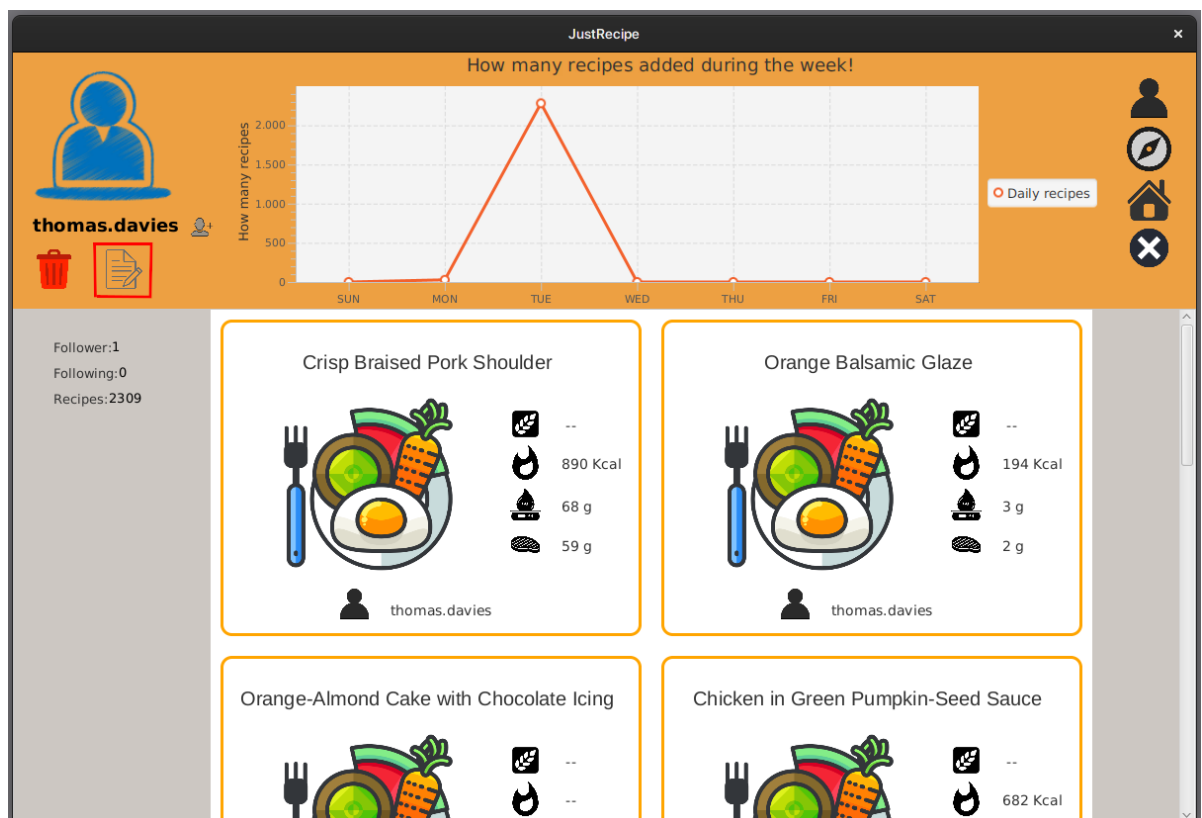 JustRecipe
How many recipes added during the week!
How many recipes
2.000
1.500
1.000
500
0
SUN MON TUE WED THU FRI SAT
Daily recipes
thomas.davies
Follower:1
Following:0
Recipes:2309
Crisp Braised Pork Shoulder
--
890 Kcal
68 g
59 g
thomas.davies
Orange Balsamic Glaze
--
194 Kcal
3 g
2 g
thomas.davies
Orange-Almond Cake with Chocolate Icing
--
--
Chicken in Green Pumpkin-Seed Sauce
--
682 Kcal